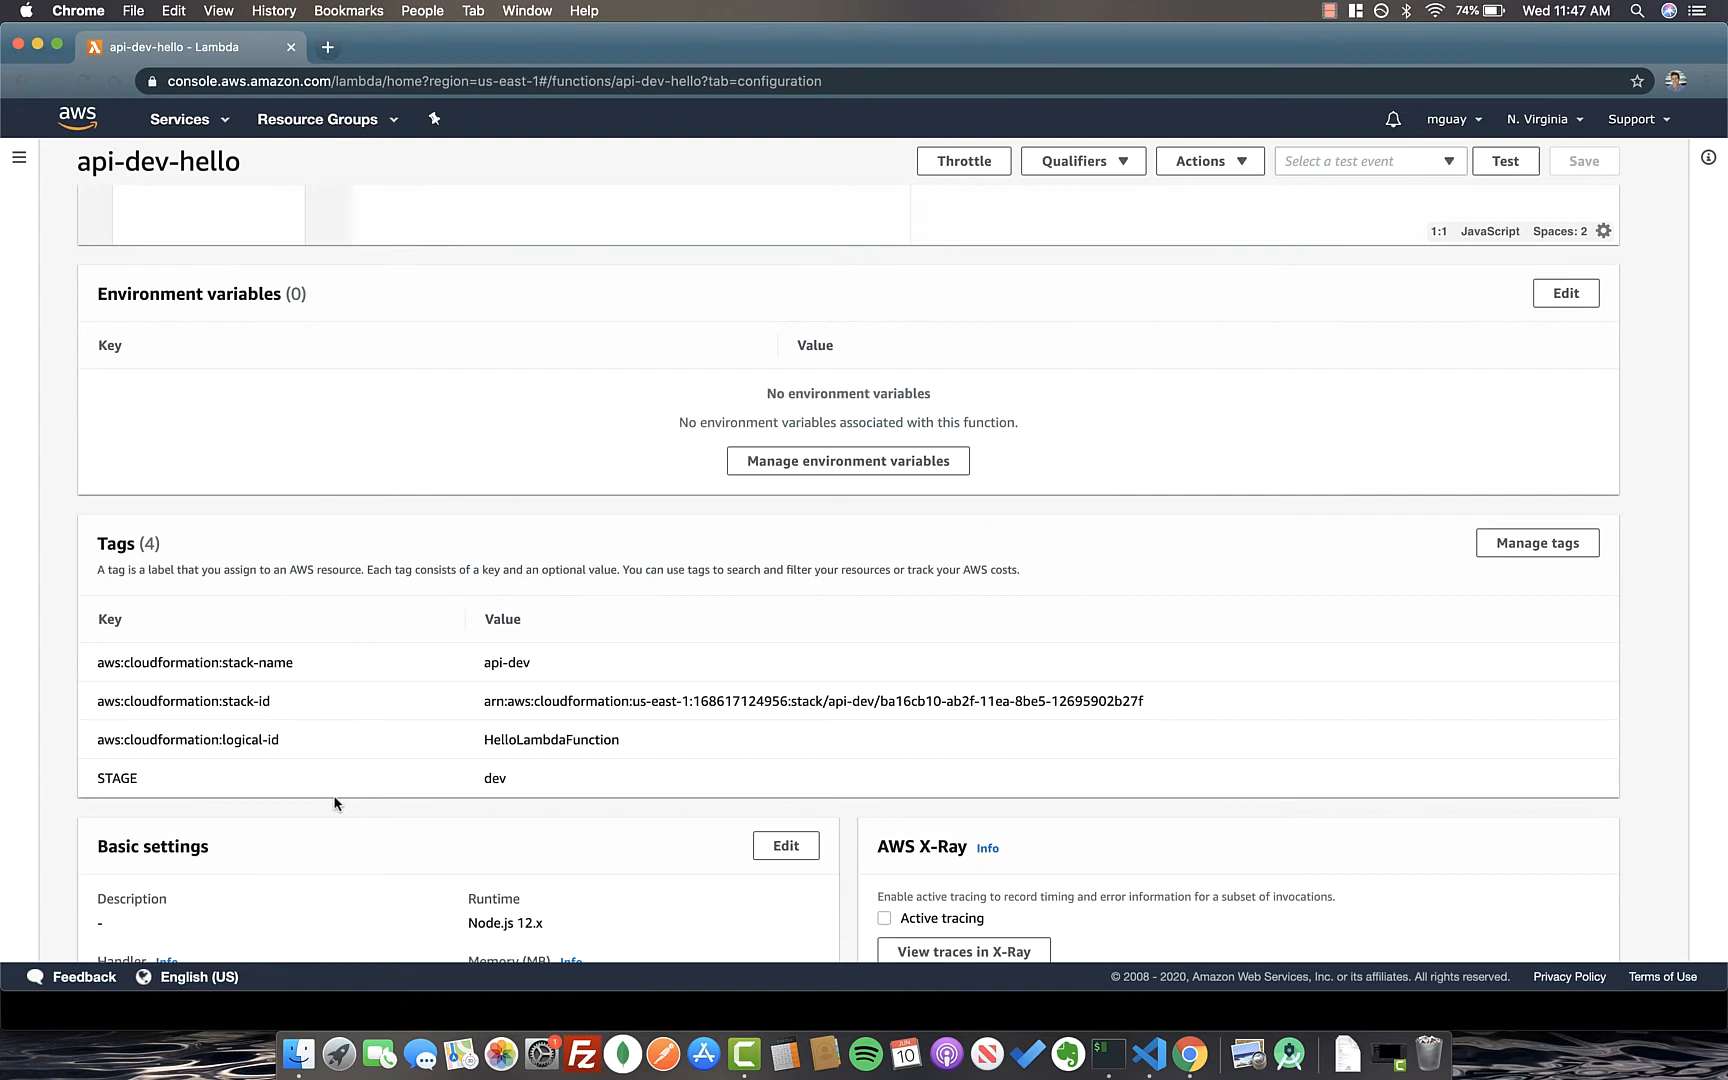 Chrome File Edit View History Bookmarks People Tab Window Help 74% Wed 11:47 AM
api-dev-hello - Lambda
console.aws.amazon.com/lambda/home?region=us-east-1#/functions/api-dev-hello?tab=configuration
aws Services Resource Groups mguay N. Virginia Support
api-dev-hello Throttle Qualifiers Actions Select a test event Test Save
1:1 JavaScript Spaces: 2
Environment variables (0) Edit
Key Value
No environment variables
No environment variables associated with this function.
Manage environment variables
Tags (4) Manage tags
A tag is a label that you assign to an AWS resource. Each tag consists of a key and an optional value. You can use tags to search and filter your resources or track your AWS costs.
Key Value
aws:cloudformation:stack-name api-dev
aws:cloudformation:stack-id arn:aws:cloudformation:us-east-1:168617124956:stack/api-dev/ba16cb10-ab2f-11ea-8be5-12695902b27f
aws:cloudformation:logical-id HelloLambdaFunction
STAGE dev
Basic settings Edit AWS X-Ray Info
Description Runtime Enable active tracing to record timing and error information for a subset of invocations.
- Node.js 12.x Active tracing
Handler Info Memory (MB) Info View traces in X-Ray
Feedback English (US) © 2008 - 2020, Amazon Web Services, Inc. or its affiliates. All rights reserved. Privacy Policy Terms of Use
1 FZ JUN 10 $